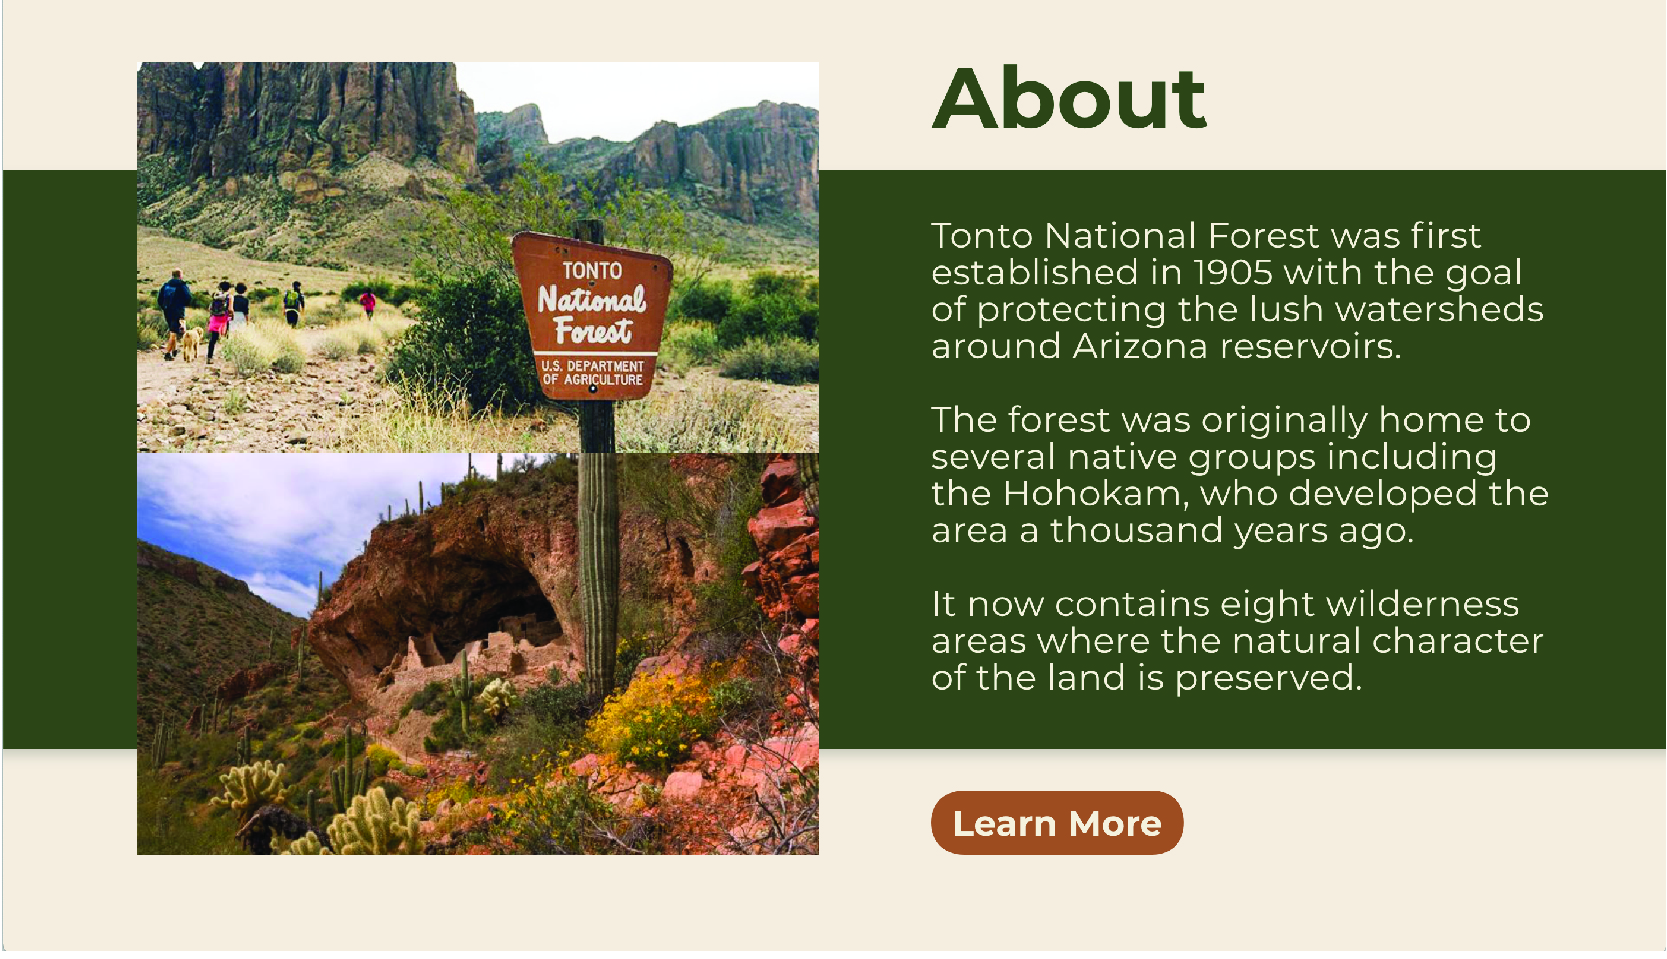 About
TONTO
National
Forest
U.S. DEPARTMENT
OF AGRICULTURE
Tonto National Forest was first
established in 1905 with the goal
of protecting the lush watersheds
around Arizona reservoirs.
The forest was originally home to
several native groups including
the Hohokam, who developed the
area a thousand years ago.
It now contains eight wilderness
areas where the natural character
of the land is preserved.
Learn More